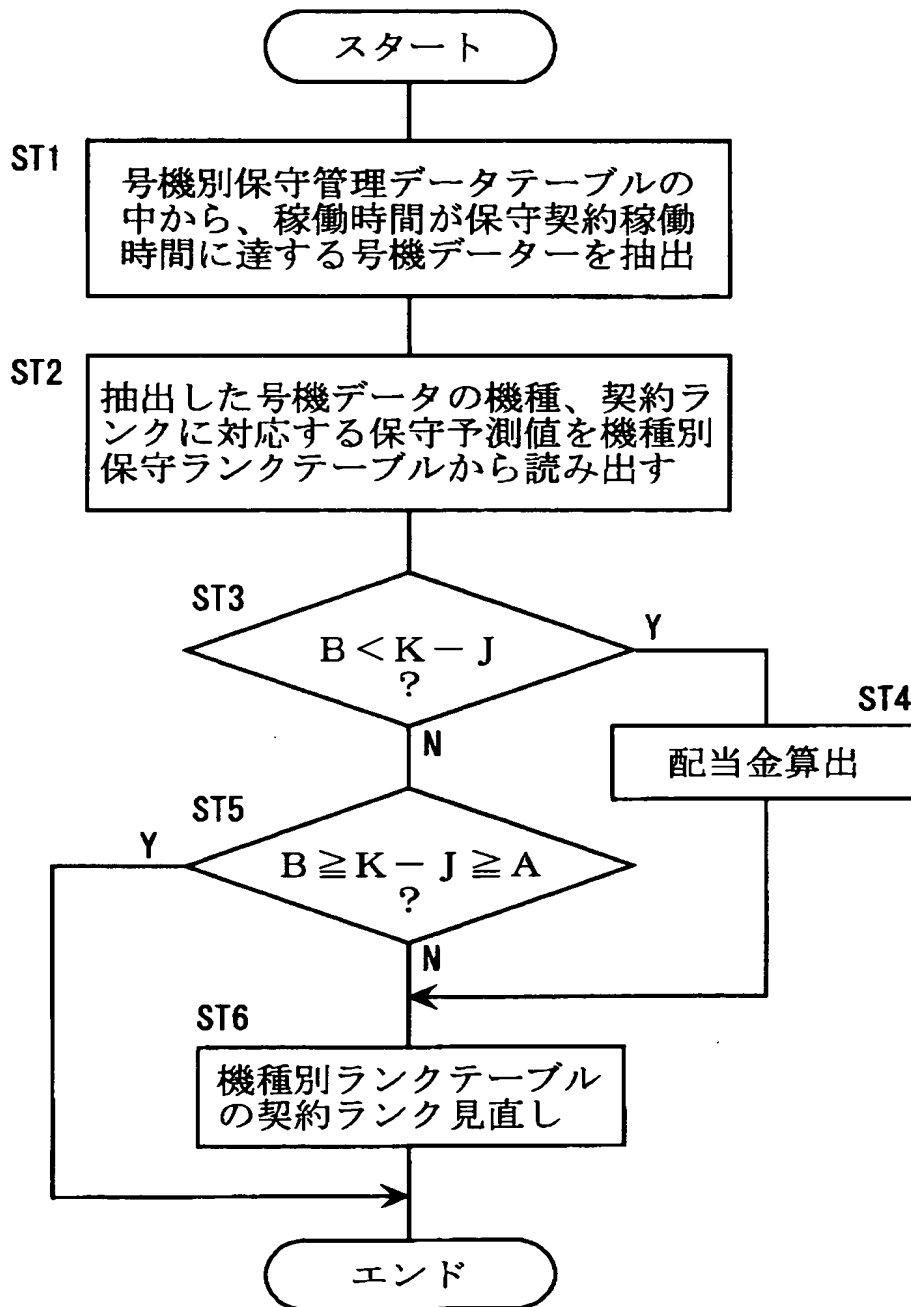 スタート
ST1
号機別保守管理データテーブルの
中から、稼働時間が保守契約稼働
時間に達する号機データーを抽出
ST2
抽出した号機データの機種、契約ラ
ンクに対応する保守予測値を機種別
保守ランクテーブルから読み出す
ST3
B<K-J
?
Y
N
ST4
配当金算出
ST5
B≧K-J≧A
?
Y
N
ST6
機種別ランクテーブル
の契約ランク見直し
エンド